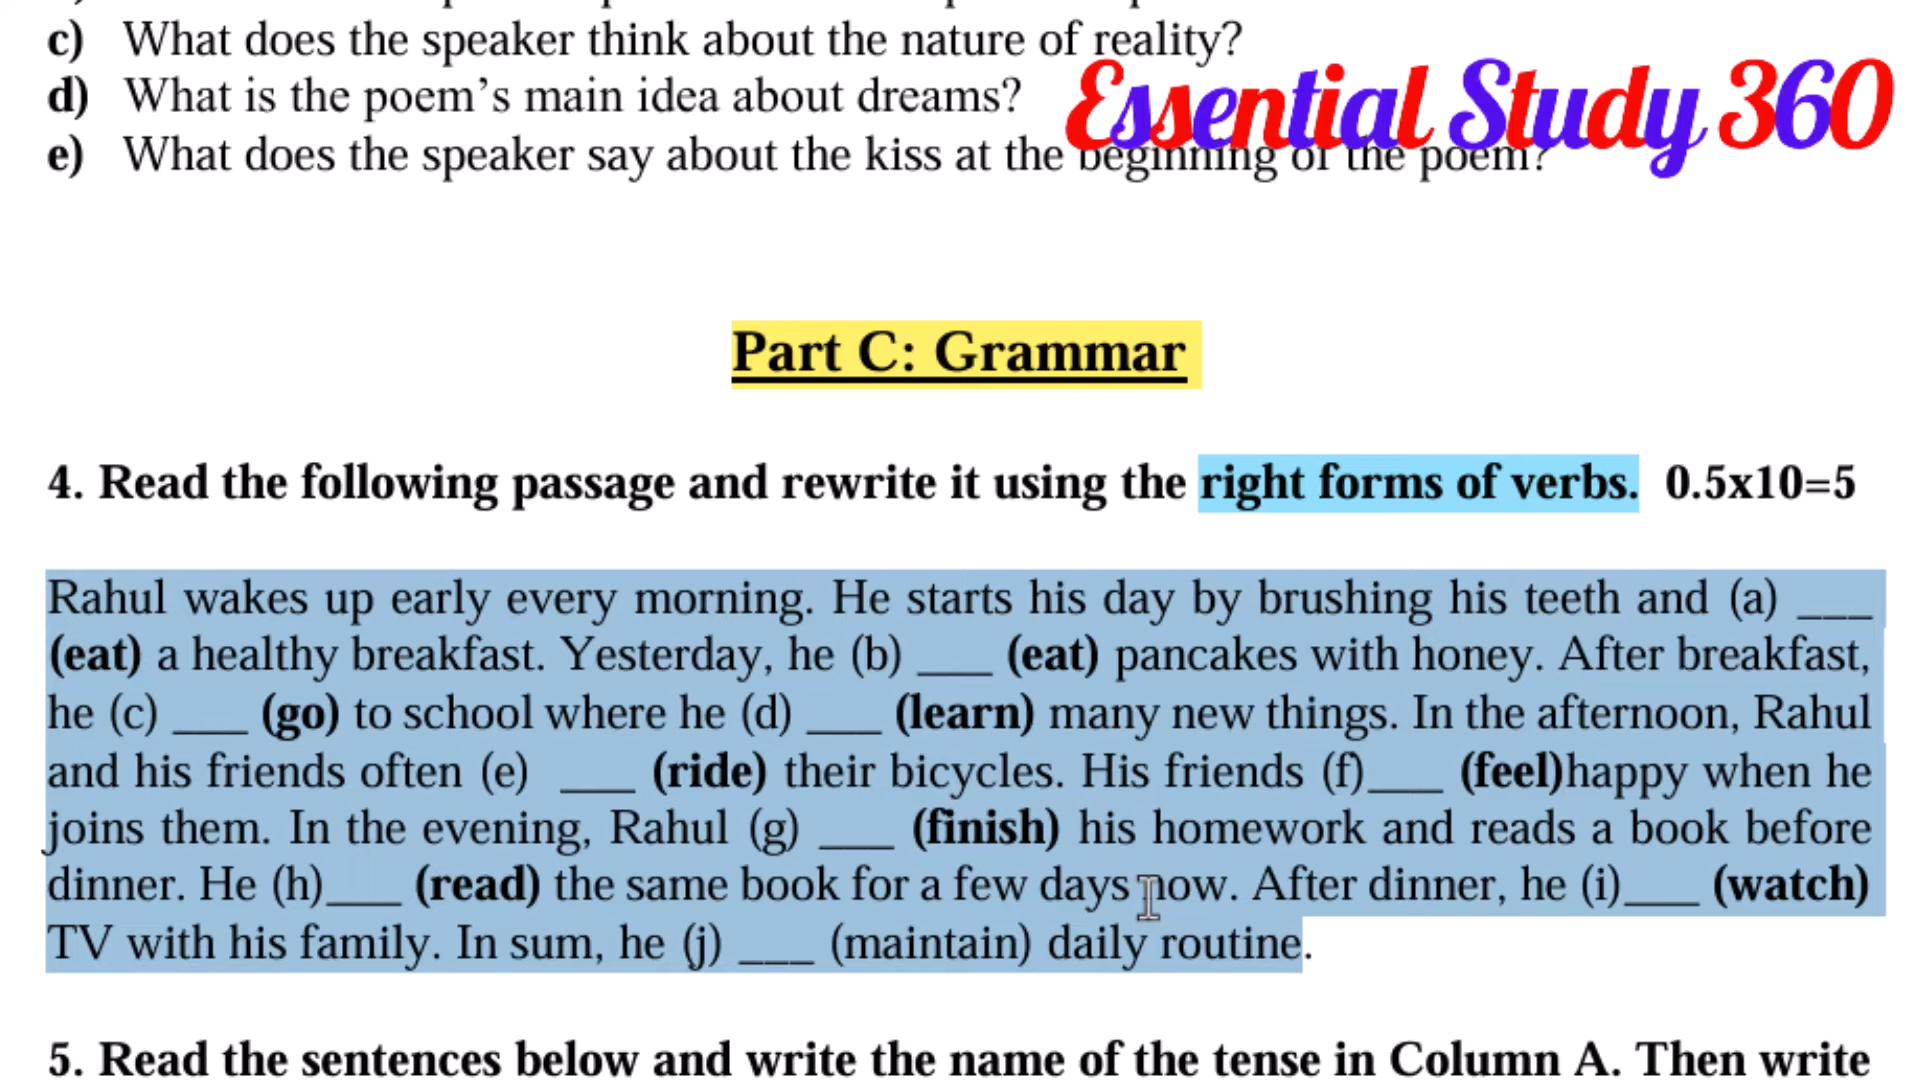 c) What does the speaker think about the nature of reality?
d) What is the poem’s main idea about dreams?
Essential Study 360
e) What does the speaker say about the kiss at the beginning of the poem?
Part C: Grammar
4. Read the following passage and rewrite it using the right forms of verbs. 0.5x10=5
Rahul wakes up early every morning. He starts his day by brushing his teeth and (a) ___
(eat) a healthy breakfast. Yesterday, he (b) ___ (eat) pancakes with honey. After breakfast,
he (c) ___ (go) to school where he (d) ___ (learn) many new things. In the afternoon, Rahul
and his friends often (e) ___ (ride) their bicycles. His friends (f)___ (feel)happy when he
joins them. In the evening, Rahul (g) ___ (finish) his homework and reads a book before
dinner. He (h)___ (read) the same book for a few days now. After dinner, he (i)___ (watch)
TV with his family. In sum, he (j) ___ (maintain) daily routine.
5. Read the sentences below and write the name of the tense in Column A. Then write